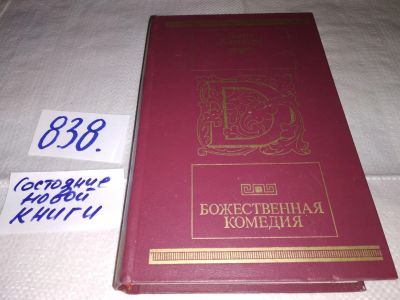 838.
Состояние
новой
книги
БОЖЕСТВЕННАЯ
КОМЕДИЯ